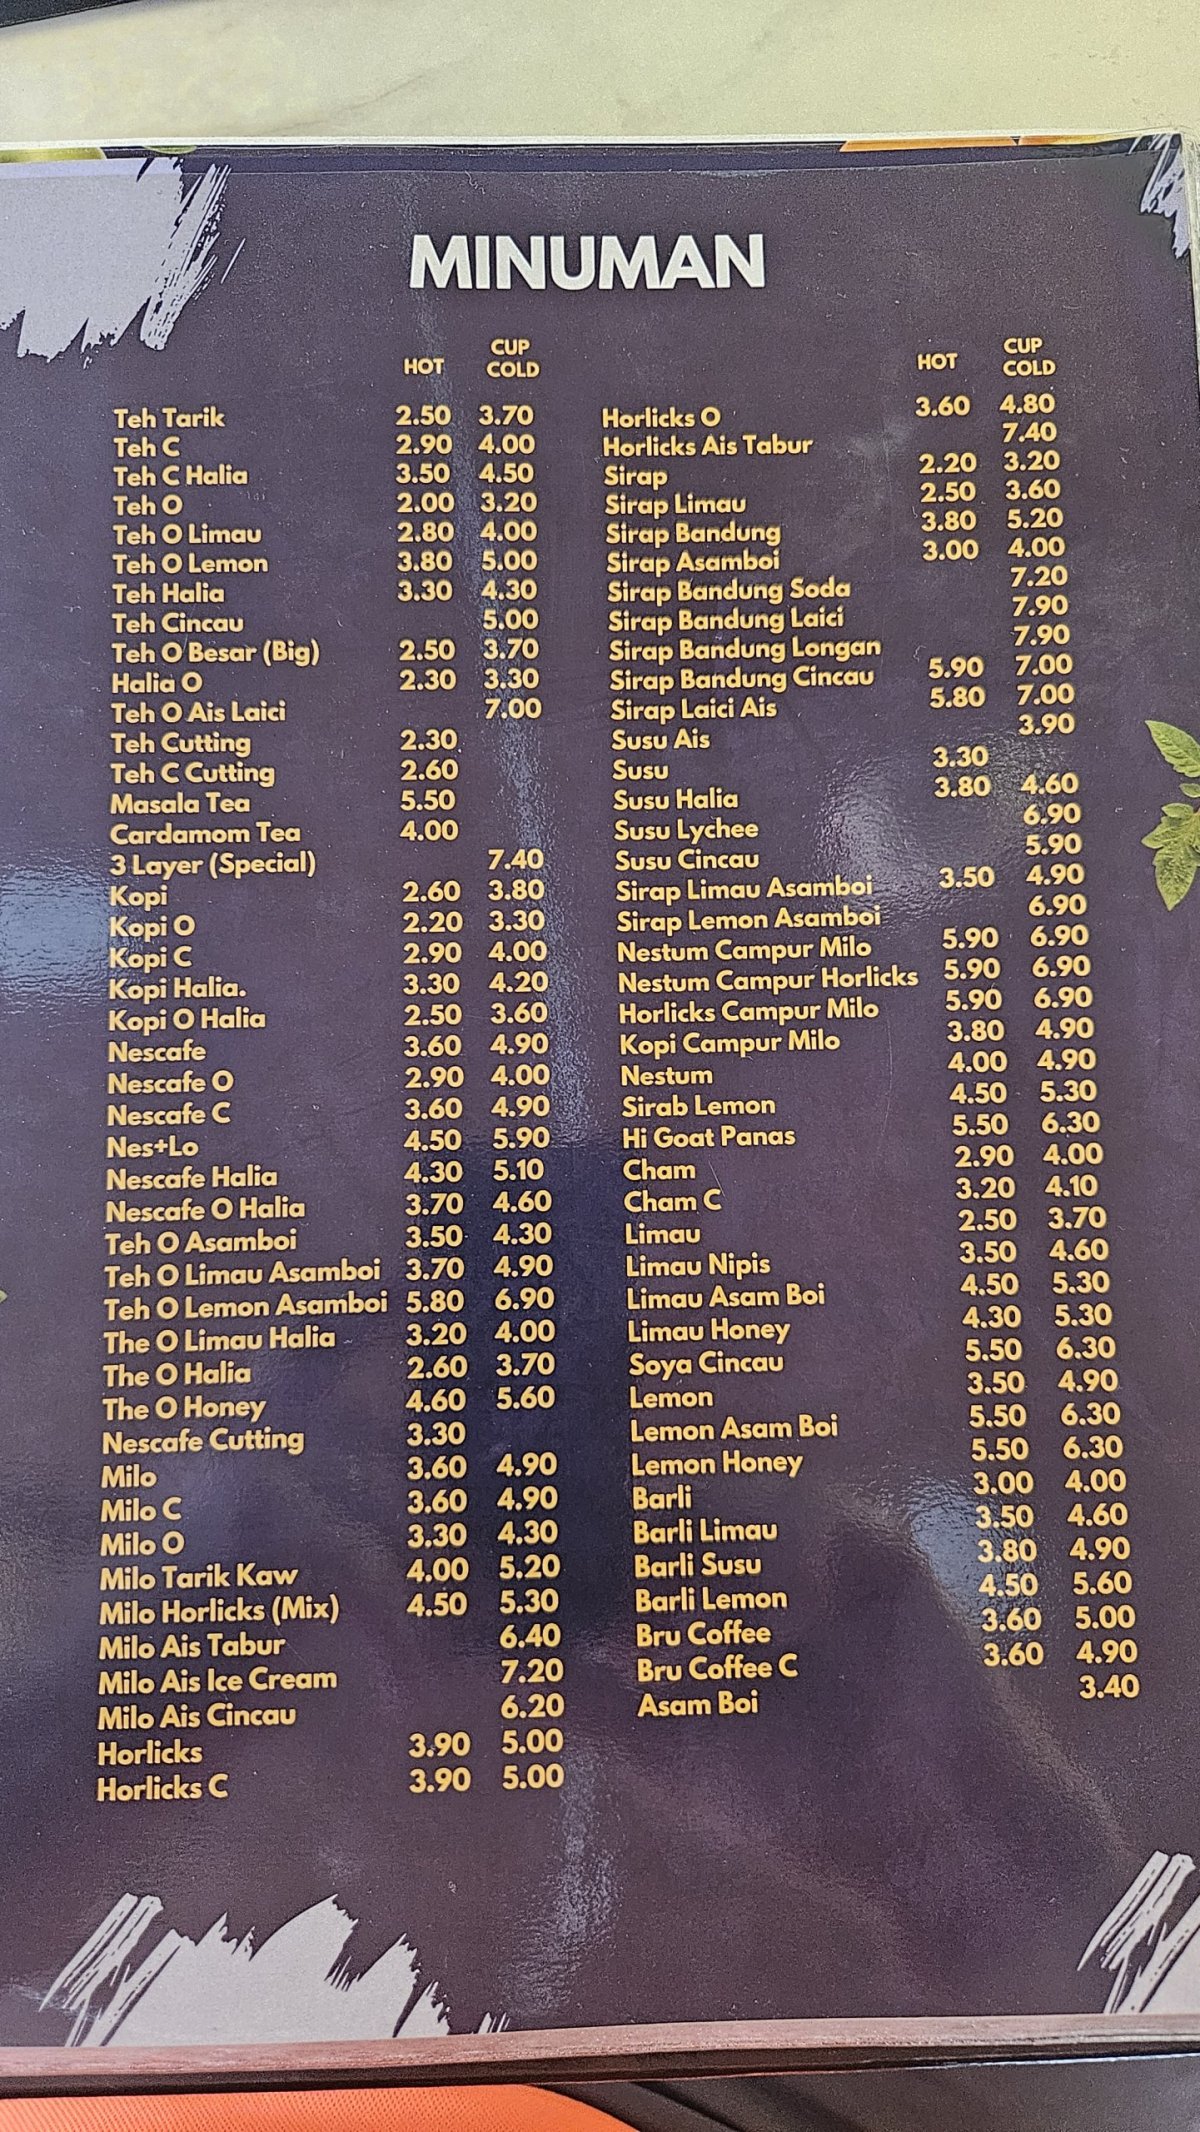 MINUMAN
HOT CUP COLD
Teh Tarik 2.50 3.70
Teh C 2.90 4.00
Teh C Halia 3.50 4.50
Teh O 2.00 3.20
Teh O Limau 2.80 4.00
Teh O Lemon 3.80 5.00
Teh Halia 3.30 4.30
Teh Cincau 5.00
Teh O Besar (Big) 2.50 3.70
Halia O 2.30 3.30
Teh O Ais Laici 7.00
Teh Cutting 2.30
Teh C Cutting 2.60
Masala Tea 5.50
Cardamom Tea 4.00
3 Layer (Special) 7.40
Kopi 2.60 3.80
Kopi O 2.20 3.30
Kopi C 2.90 4.00
Kopi Halia. 3.30 4.20
Kopi O Halia 2.50 3.60
Nescafe 3.60 4.90
Nescafe O 2.90 4.00
Nescafe C 3.60 4.90
Nes+Lo 4.50 5.90
Nescafe Halia 4.30 5.10
Nescafe O Halia 3.70 4.60
Teh O Asamboi 3.50 4.30
Teh O Limau Asamboi 3.70 4.90
Teh O Lemon Asamboi 5.80 6.90
The O Limau Halia 3.20 4.00
The O Halia 2.60 3.70
The O Honey 4.60 5.60
Nescafe Cutting 3.30
Milo 3.60 4.90
Milo C 3.60 4.90
Milo O 3.30 4.30
Milo Tarik Kaw 4.00 5.20
Milo Horlicks (Mix) 4.50 5.30
Milo Ais Tabur 6.40
Milo Ais Ice Cream 7.20
Milo Ais Cincau 6.20
Horlicks 3.90 5.00
Horlicks C 3.90 5.00
HOT CUP COLD
Horlicks O 3.60 4.80
Horlicks Ais Tabur 7.40
Sirap 2.20 3.20
Sirap Limau 2.50 3.60
Sirap Bandung 3.80 5.20
Sirap Asamboi 3.00 4.00
Sirap Bandung Soda 7.20
Sirap Bandung Laici 7.90
Sirap Bandung Longan 7.90
Sirap Bandung Cincau 5.90 7.00
Sirap Laici Ais 5.80 7.00
Susu Ais 3.90
Susu 3.30
Susu Halia 3.80 4.60
Susu Lychee 6.90
Susu Cincau 5.90
Sirap Limau Asamboi 3.50 4.90
Sirap Lemon Asamboi 6.90
Nestum Campur Milo 5.90 6.90
Nestum Campur Horlicks 5.90 6.90
Horlicks Campur Milo 5.90 6.90
Kopi Campur Milo 3.80 4.90
Nestum 4.00 4.90
Sirab Lemon 4.50 5.30
Hi Goat Panas 5.50 6.30
Cham 2.90 4.00
Cham C 3.20 4.10
Limau 2.50 3.70
Limau Nipis 3.50 4.60
Limau Asam Boi 4.50 5.30
Limau Honey 4.30 5.30
Soya Cincau 5.50 6.30
Lemon 3.50 4.90
Lemon Asam Boi 5.50 6.30
Lemon Honey 5.50 6.30
Barli 3.00 4.00
Barli Limau 3.50 4.60
Barli Susu 3.80 4.90
Barli Lemon 4.50 5.60
Bru Coffee 3.60 5.00
Bru Coffee C 3.60 4.90
Asam Boi 3.40